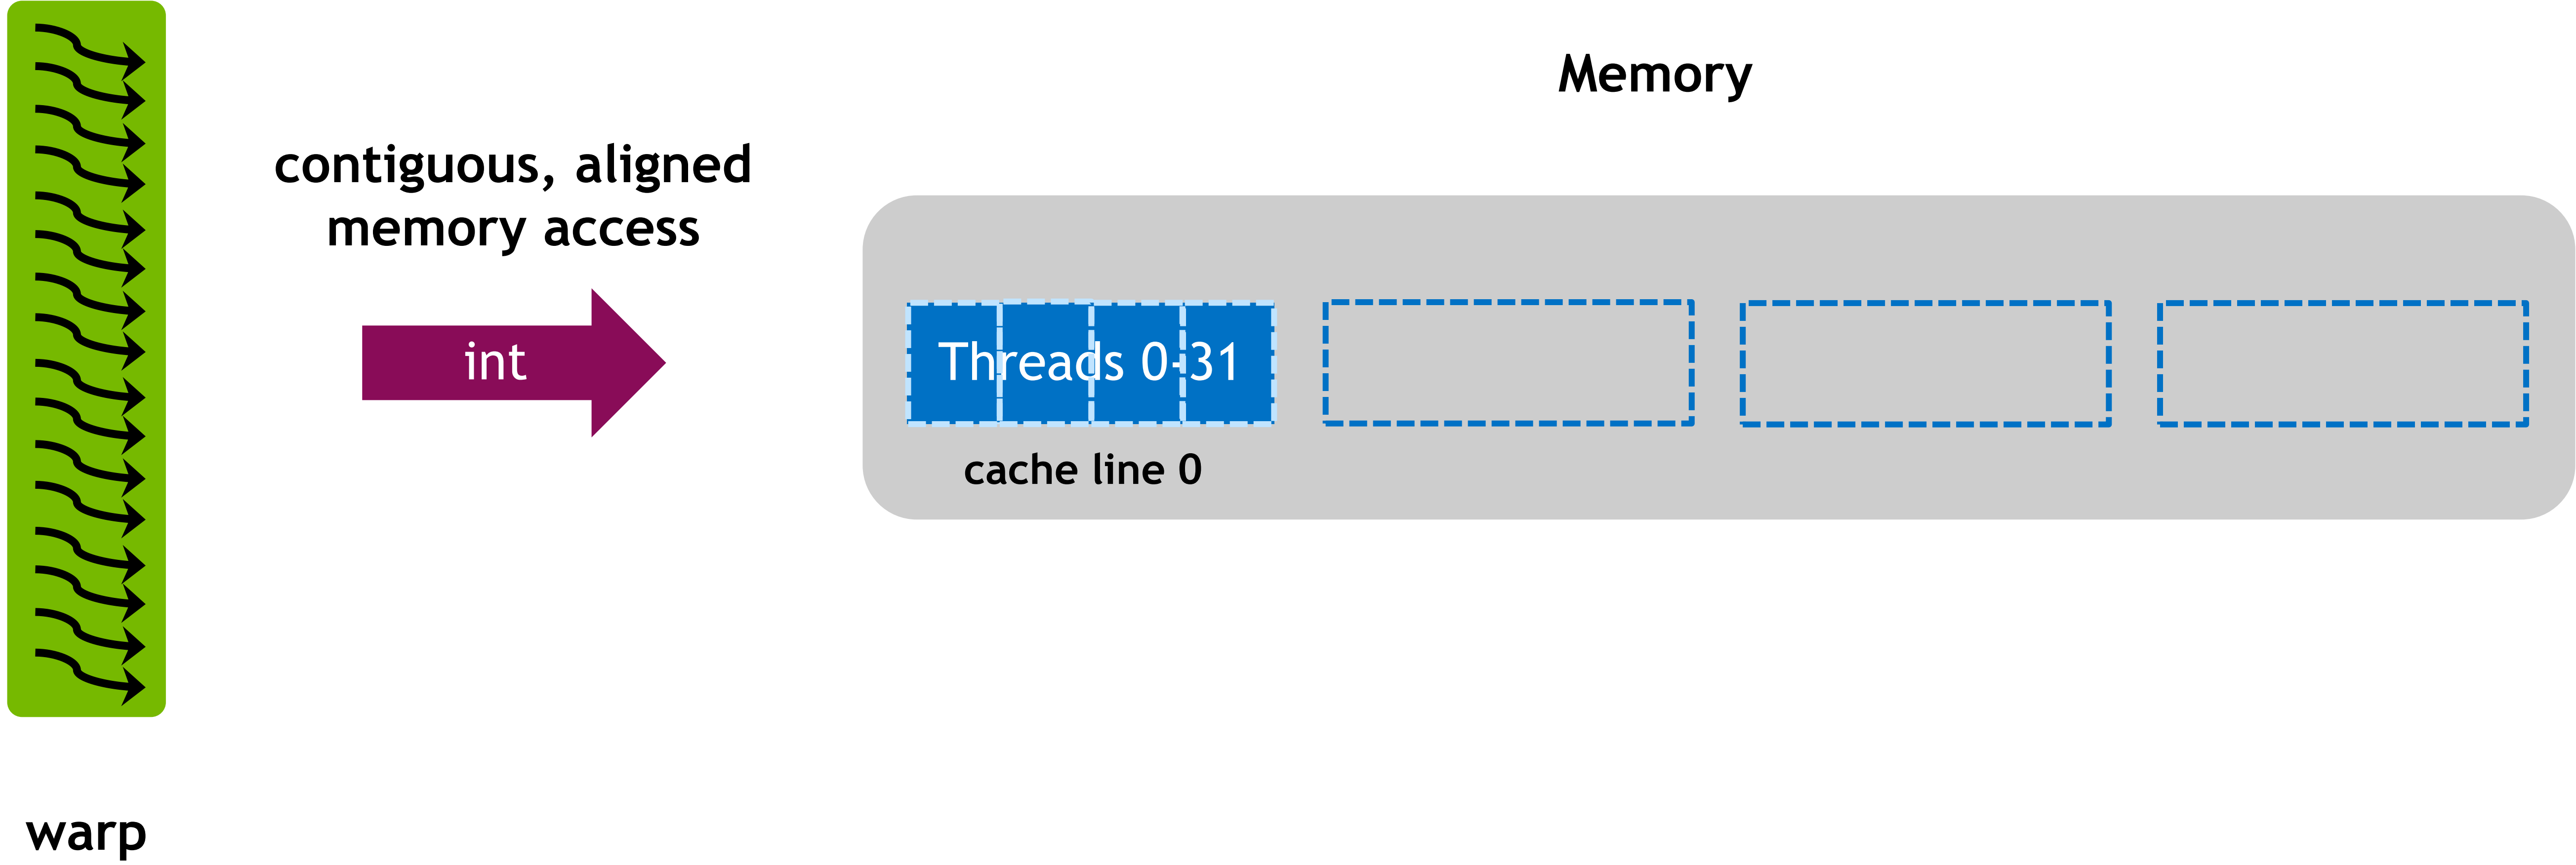 Memory
contiguous, aligned
memory access
int
Threads 0-31
cache line 0
warp